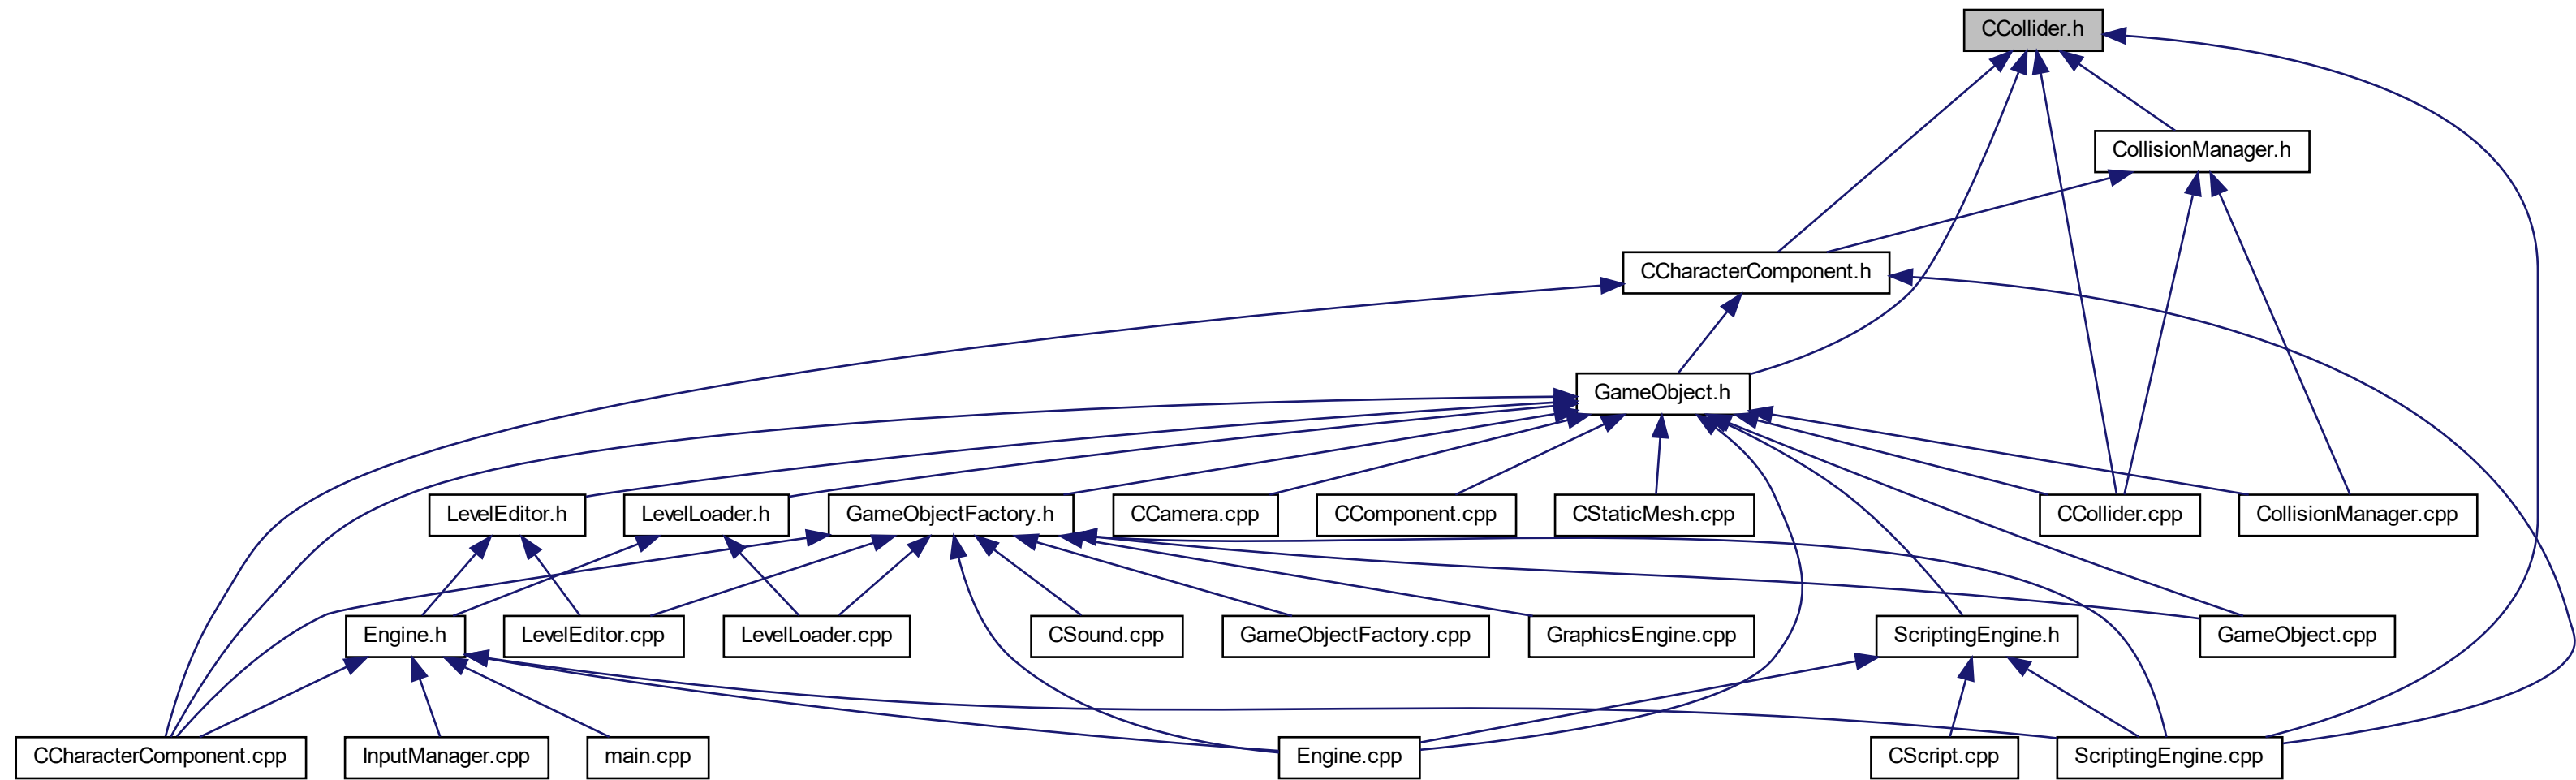 CCollider.h
CollisionManager.h
CCharacterComponent.h
GameObject.h
LevelEditor.h
LevelLoader.h
GameObjectFactory.h
CCamera.cpp
CComponent.cpp
CStaticMesh.cpp
CCollider.cpp
CollisionManager.cpp
Engine.h
LevelEditor.cpp
LevelLoader.cpp
CSound.cpp
GameObjectFactory.cpp
GraphicsEngine.cpp
ScriptingEngine.h
GameObject.cpp
CCharacterComponent.cpp
InputManager.cpp
main.cpp
Engine.cpp
CScript.cpp
ScriptingEngine.cpp